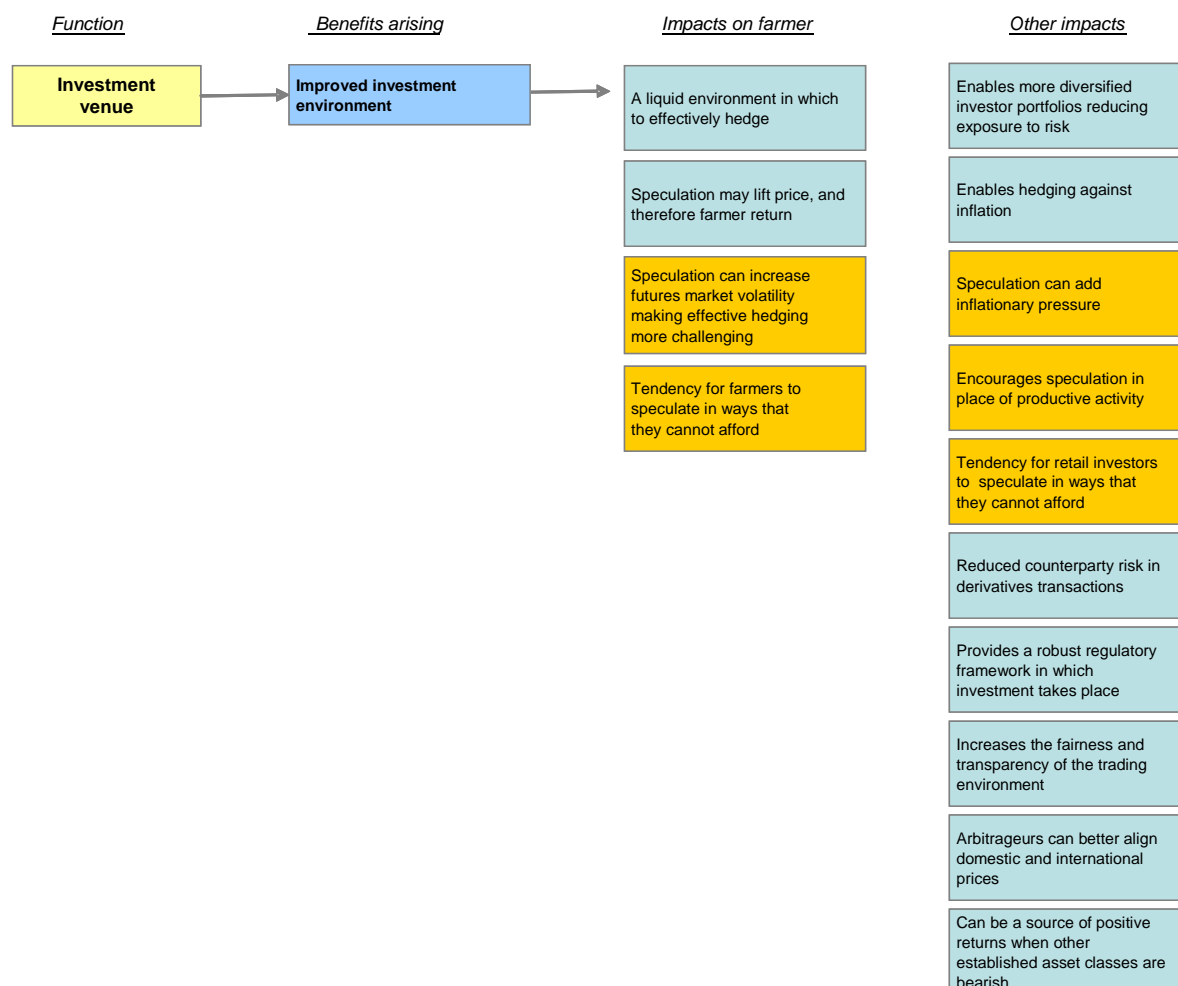 Function
Benefits arising
Impacts on farmer
Other impacts
Investment
venue
Improved investment
environment
A liquid environment in which
to effectively hedge
Speculation may lift price, and
therefore farmer return
Speculation can increase
futures market volatility
making effective hedging
more challenging
Tendency for farmers to
speculate in ways that
they cannot afford
Enables more diversified
investor portfolios reducing
exposure to risk
Enables hedging against
inflation
Speculation can add
inflationary pressure
Encourages speculation in
place of productive activity
Tendency for retail investors
to speculate in ways that
they cannot afford
Reduced counterparty risk in
derivatives transactions
Provides a robust regulatory
framework in which
investment takes place
Increases the fairness and
transparency of the trading
environment
Arbitrageurs can better align
domestic and international
prices
Can be a source of positive
returns when other
established asset classes are
bearish